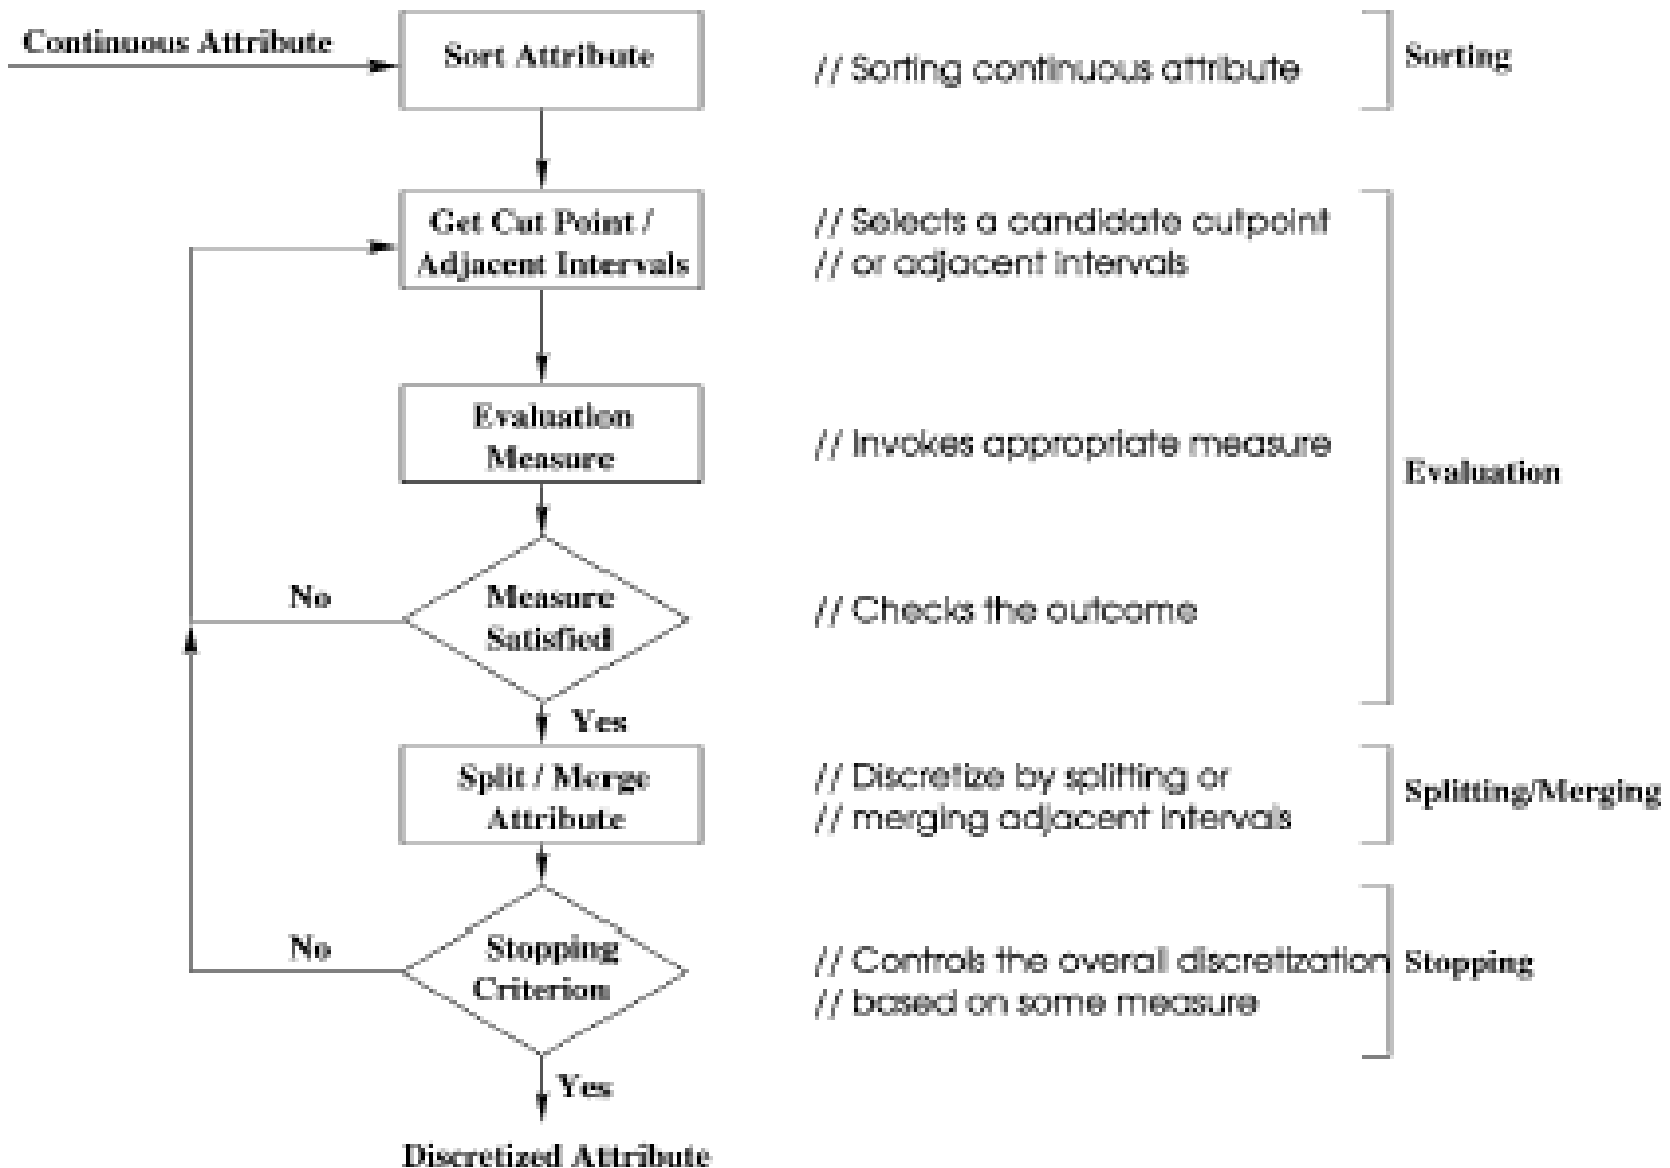 Continuous Attribute
Sort Attribute
// Sorting continuous attribute
Sorting
Get Cut Point /
Adjacent Intervals
// Selects a candidate cutpoint
// or adjacent intervals
Evaluation
Measure
// Invokes appropriate measure
Evaluation
No
Measure
Satisfied
// Checks the outcome
Yes
Split / Merge
Attribute
// Discretize by splitting or
// merging adjacent intervals
Splitting/Merging
No
Stopping
Criterion
// Controls the overall discretization
// based on some measure
Stopping
Yes
Discretized Attribute